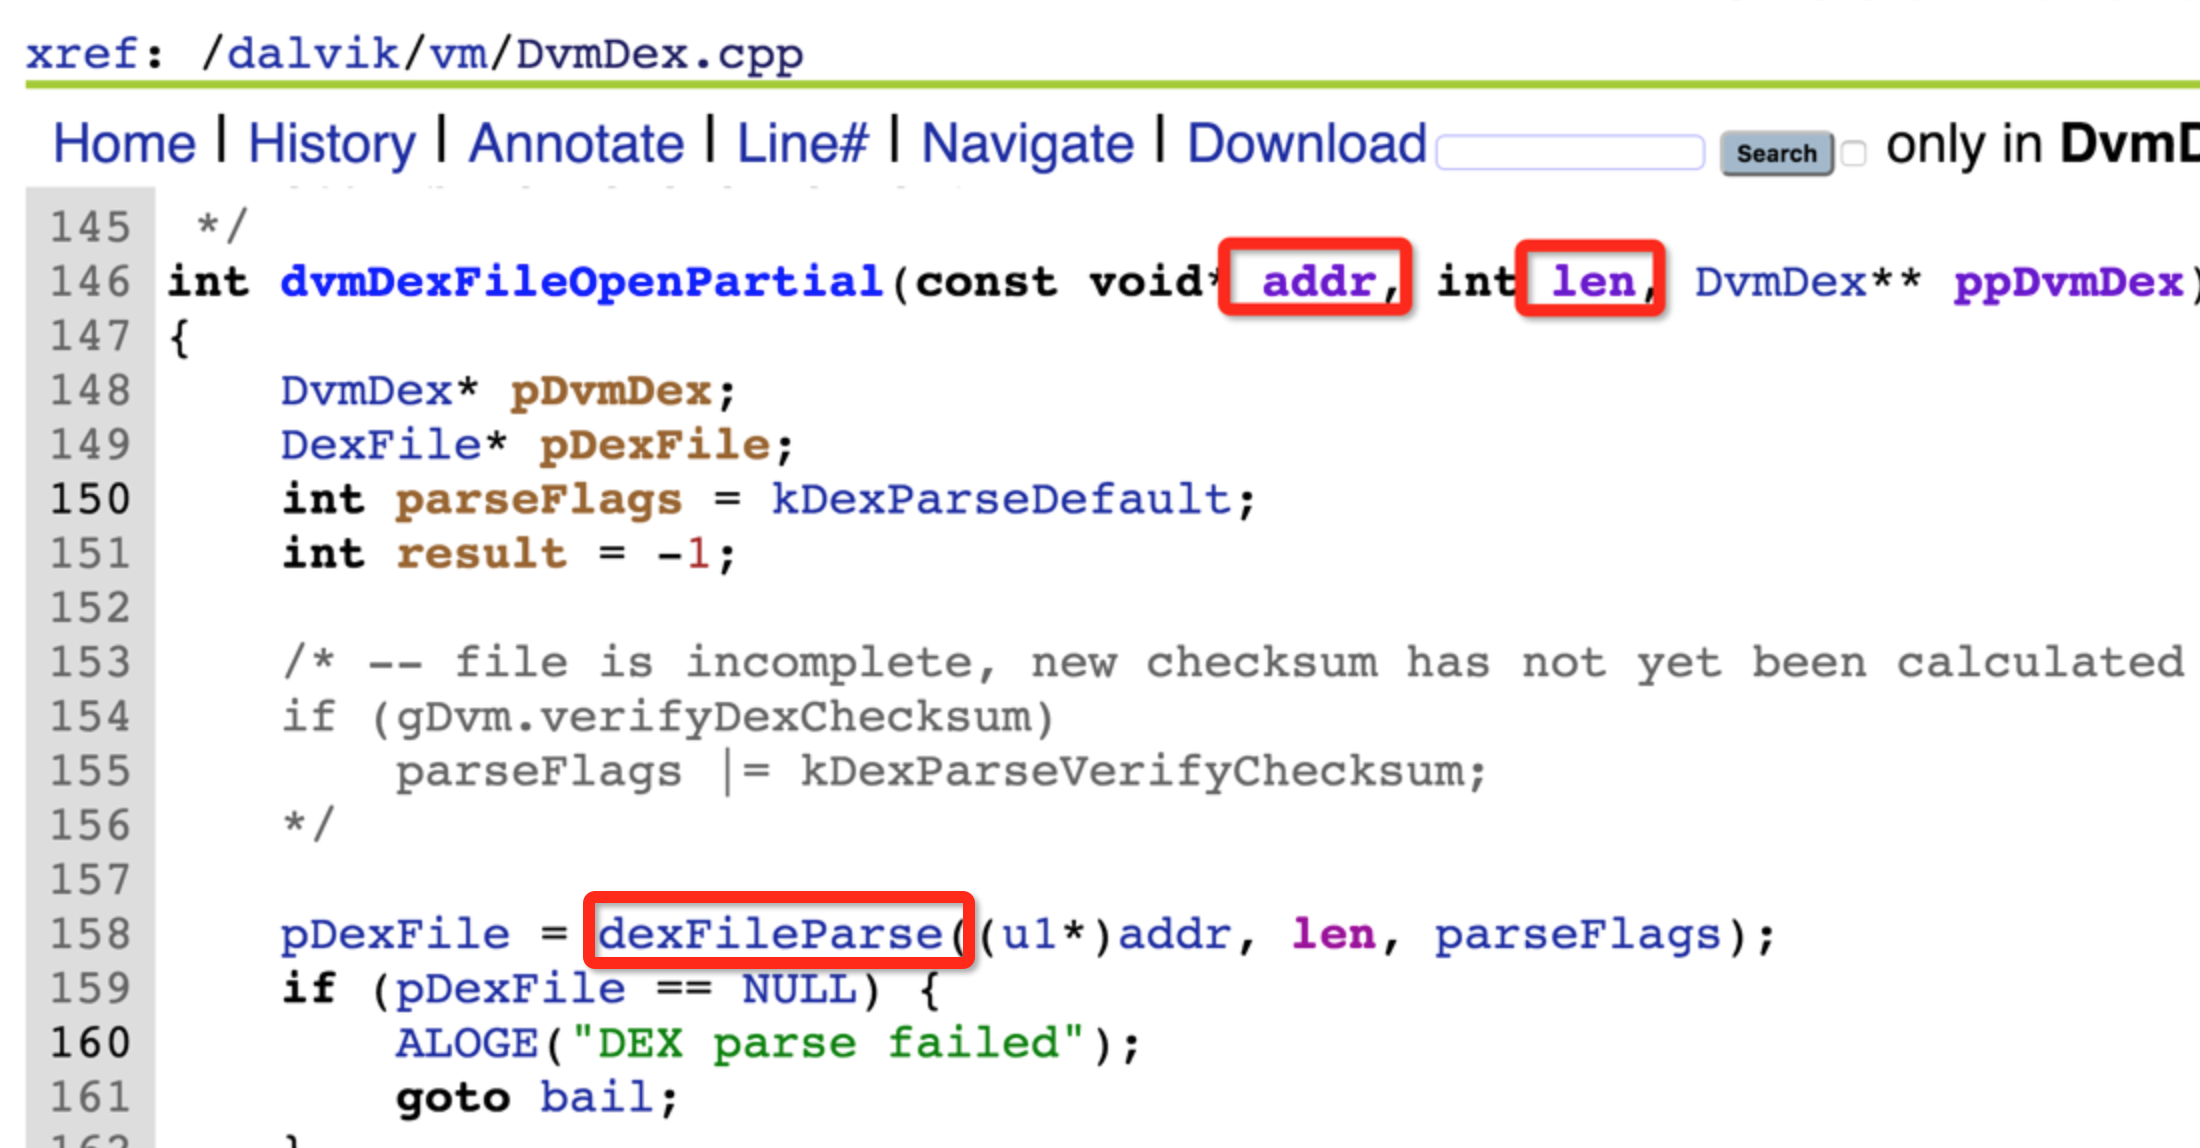 xref: /dalvik/vm/DvmDex.cpp
Home | History | Annotate | Line# | Navigate | Download Search only in DvmD
145 */
146 int dvmDexFileOpenPartial(const void* addr, int len, DvmDex** ppDvmDex)
147 {
148 DvmDex* pDvmDex;
149 DexFile* pDexFile;
150 int parseFlags = kDexParseDefault;
151 int result = -1;
152
153 /* -- file is incomplete, new checksum has not yet been calculated
154 if (gDvm.verifyDexChecksum)
155 parseFlags |= kDexParseVerifyChecksum;
156 */
157
158 pDexFile = dexFileParse((u1*)addr, len, parseFlags);
159 if (pDexFile == NULL) {
160 ALOGE("DEX parse failed");
161 goto bail;